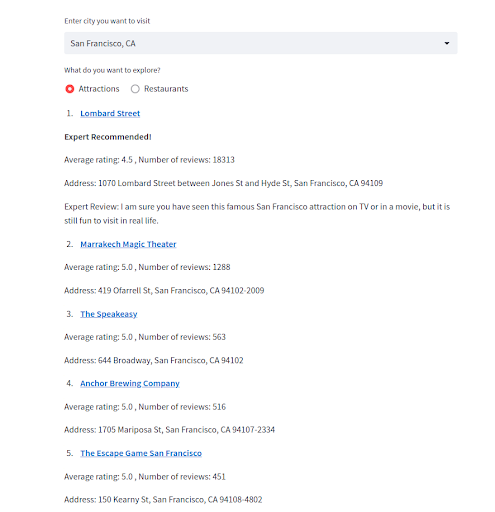 Enter city you want to visit
San Francisco, CA
What do you want to explore?
Attractions Restaurants
1. Lombard Street
Expert Recommended!
Average rating: 4.5 , Number of reviews: 18313
Address: 1070 Lombard Street between Jones St and Hyde St, San Francisco, CA 94109
Expert Review: I am sure you have seen this famous San Francisco attraction on TV or in a movie, but it is
still fun to visit in real life.
2. Marrakech Magic Theater
Average rating: 5.0 , Number of reviews: 1288
Address: 419 Ofarrell St, San Francisco, CA 94102-2009
3. The Speakeasy
Average rating: 5.0 , Number of reviews: 563
Address: 644 Broadway, San Francisco, CA 94102
4. Anchor Brewing Company
Average rating: 5.0 , Number of reviews: 516
Address: 1705 Mariposa St, San Francisco, CA 94107-2334
5. The Escape Game San Francisco
Average rating: 5.0 , Number of reviews: 451
Address: 150 Kearny St, San Francisco, CA 94108-4802